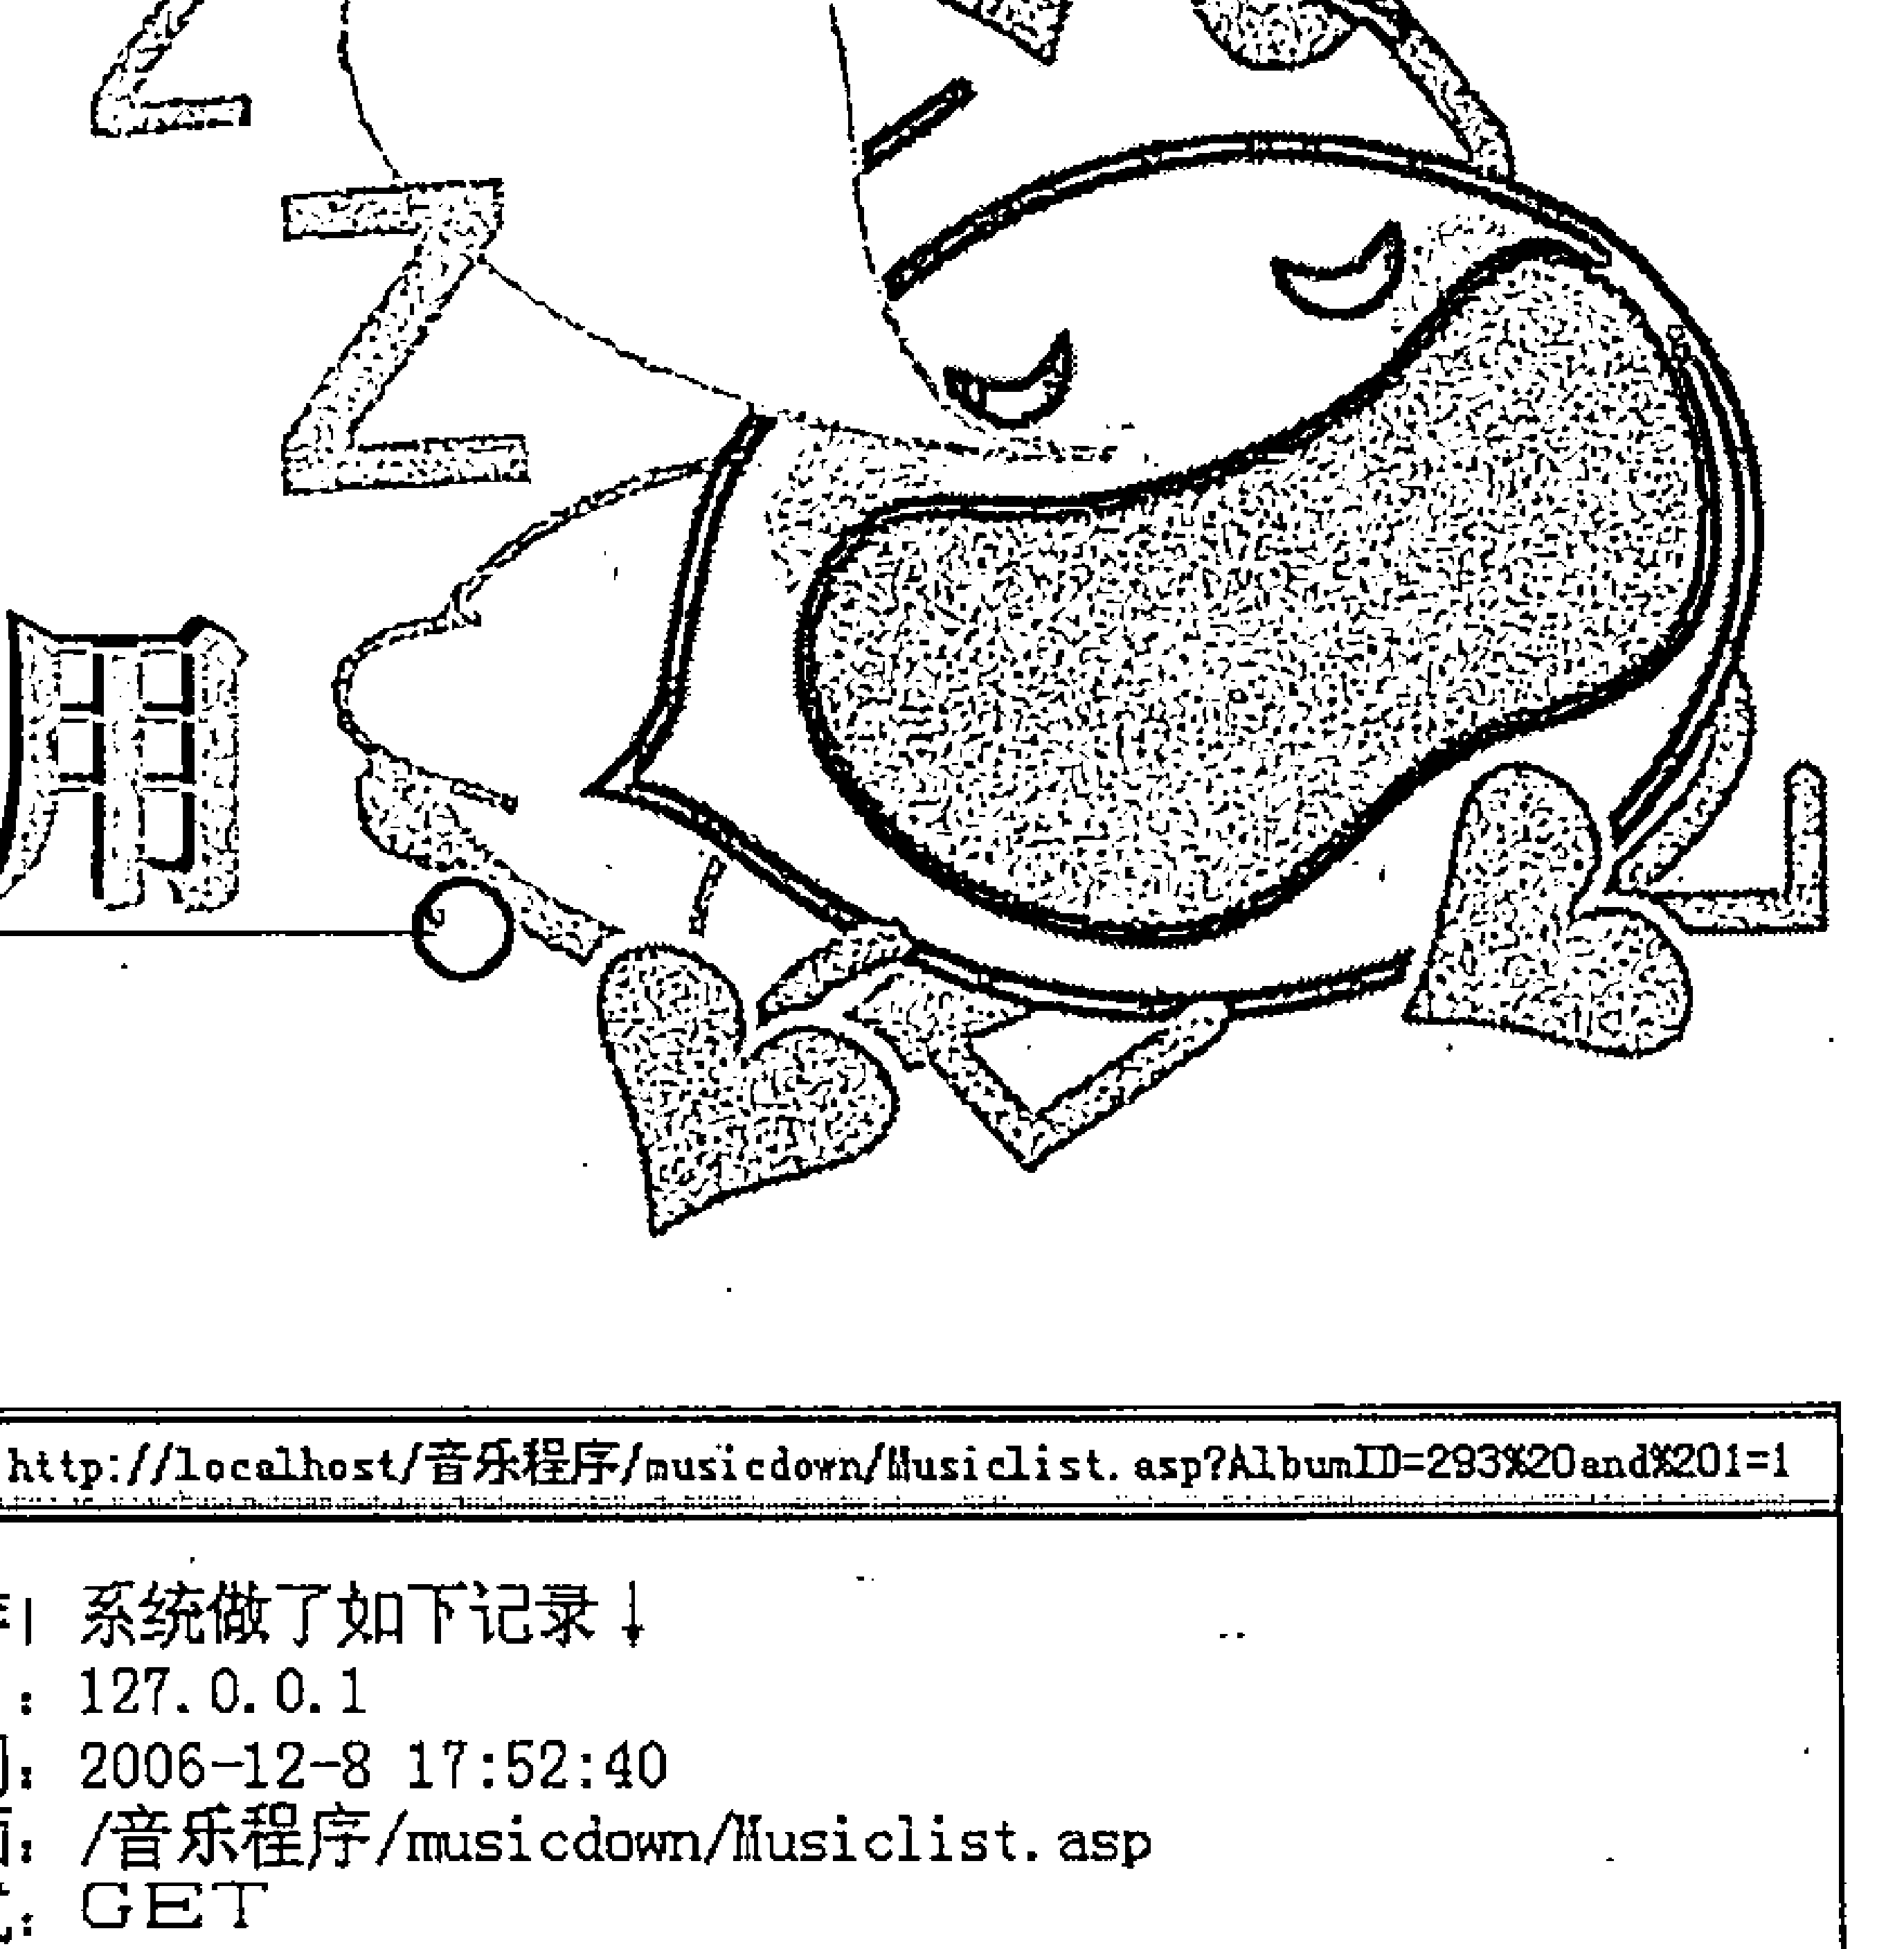 Z
Z
用
http://localhost/音乐程序/musicdown/Musiclist.asp?AlbumID=293%20and%201=1
系统做了如下记录↓
: 127.0.0.1
: 2006-12-8 17:52:40
: /音乐程序/musicdown/Musiclist.asp
: GET